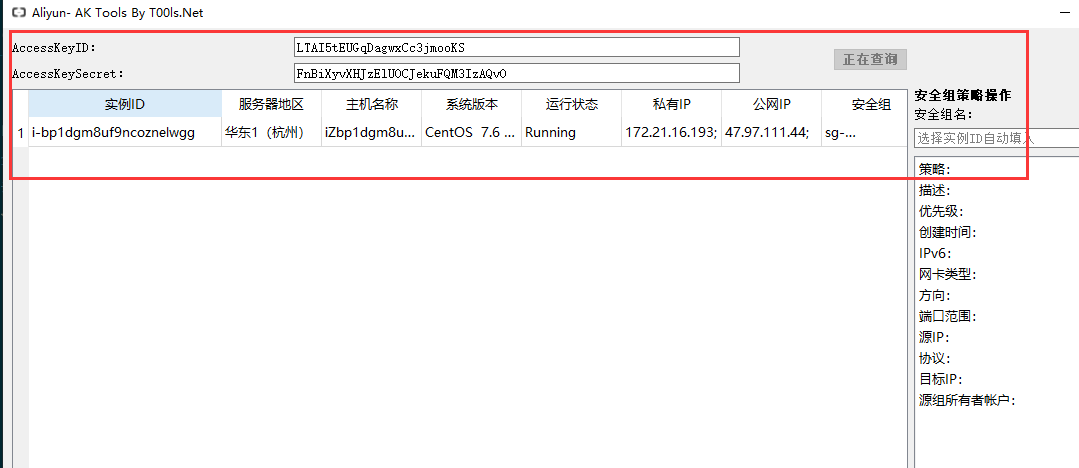 Aliyun- AK Tools By T00ls.Net
AccessKeyID: LTAI5tEUGqDagwxCc3jmooKS
正在查询
AccessKeySecret:
实例ID 服务器地区 主机名称 系统版本 运行状态 私有IP 公网IP 安全组
1 i-bp1dgm8uf9ncoznelwgg 华东1（杭州） iZbp1dgm8u... CentOS 7.6 ... Running 172.21.16.193; 47.97.111.44; sg-...
安全组策略操作
安全组名:
选择实例ID自动填入
策略:
描述:
优先级:
创建时间:
IPv6:
网卡类型:
方向:
端口范围:
源IP:
协议:
目标IP:
源组所有者帐户: